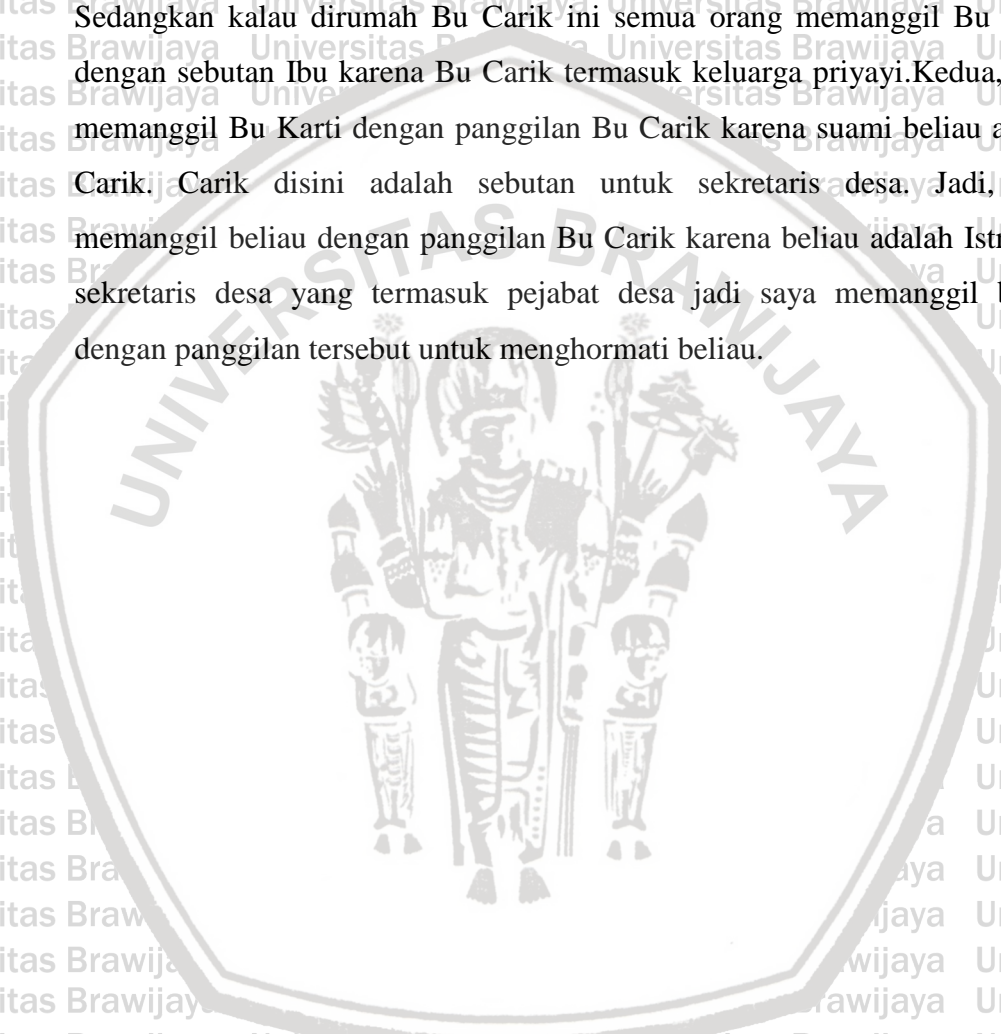 Sedangkan kalau dirumah Bu Carik ini semua orang memanggil Bu
dengan sebutan Ibu karena Bu Carik termasuk keluarga priyayi.Kedua,
memanggil Bu Karti dengan panggilan Bu Carik karena suami beliau
Carik. Carik disini adalah sebutan untuk sekretaris desa. Jadi,
memanggil beliau dengan panggilan Bu Carik karena beliau adalah
sekretaris desa yang termasuk pejabat desa jadi saya memanggil
dengan panggilan tersebut untuk menghormati beliau.
UNIVERSITAS BRAWIJAYA